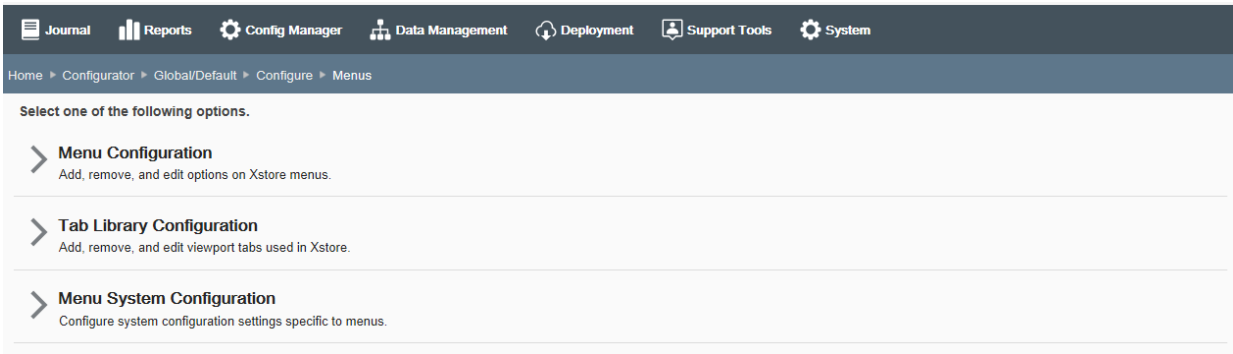 Journal Reports Config Manager Data Management Deployment Support Tools System
Home Configurator Global/Default Configure Menus
Select one of the following options.
Menu Configuration
Add, remove, and edit options on Xstore menus.
Tab Library Configuration
Add, remove, and edit viewport tabs used in Xstore.
Menu System Configuration
Configure system configuration settings specific to menus.